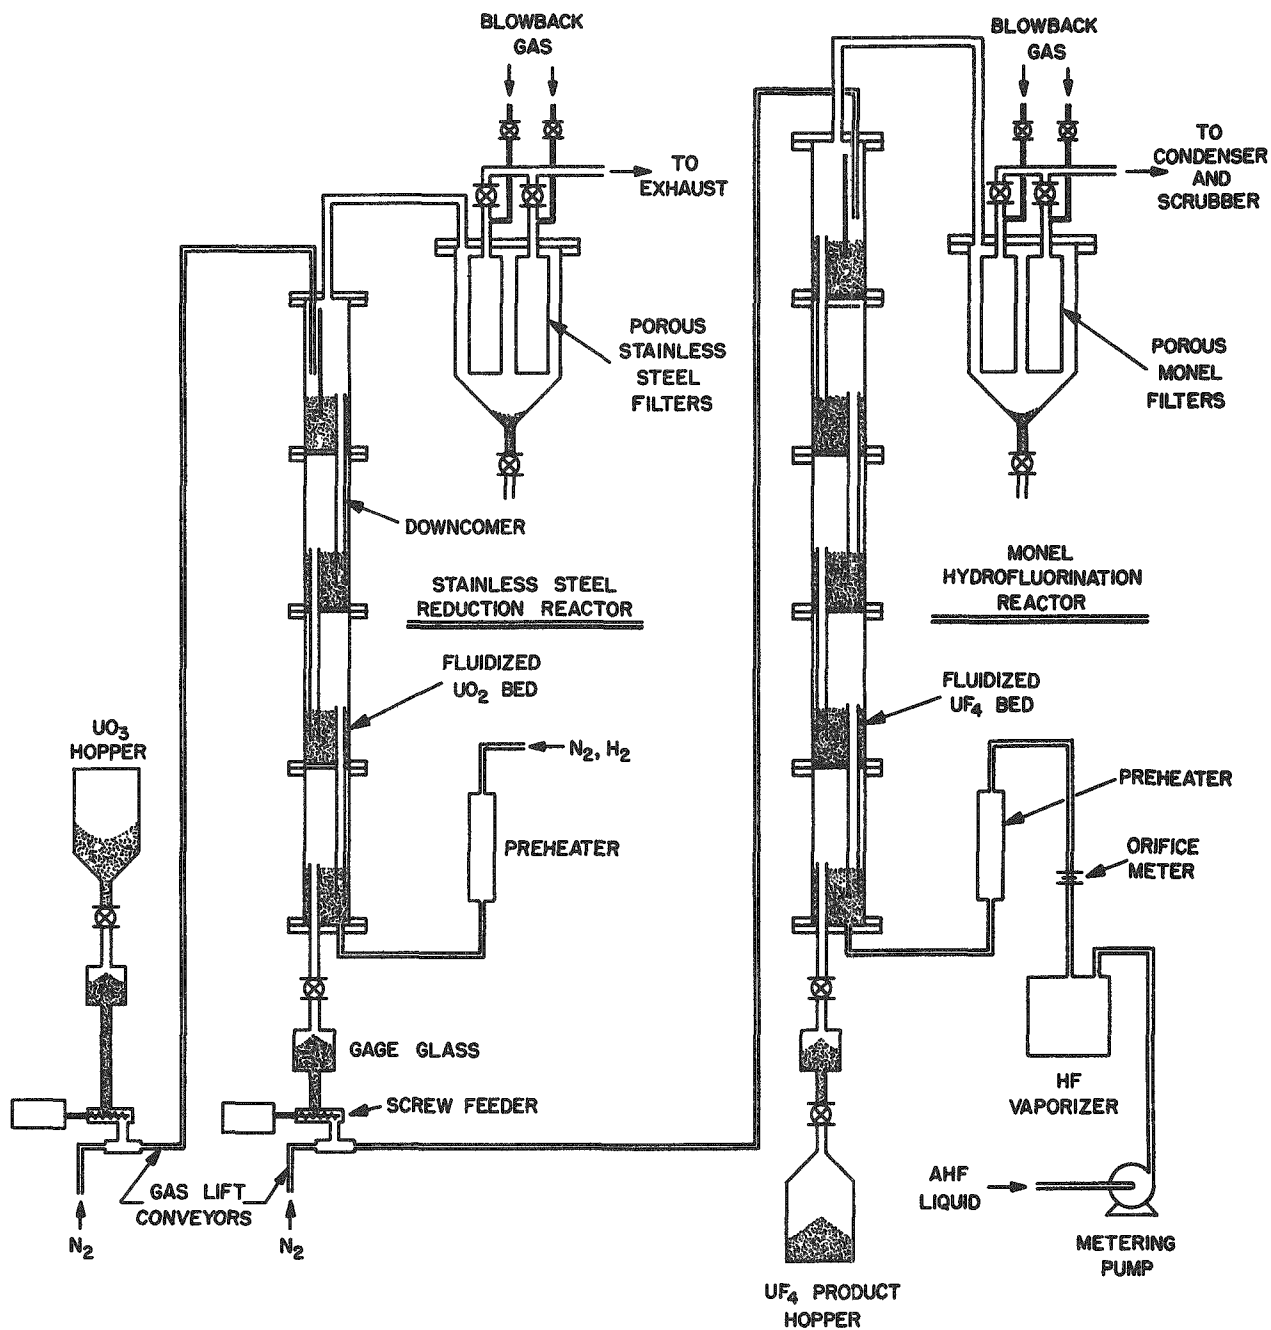 BLOWBACK
GAS
BLOWBACK
GAS
TO
EXHAUST
TO
CONDENSER
AND
SCRUBBER
POROUS
STAINLESS
STEEL
FILTERS
POROUS
MONEL
FILTERS
DOWNCOMER
STAINLESS STEEL
REDUCTION REACTOR
MONEL
HYDROFLUORINATION
REACTOR
FLUIDIZED
UO2 BED
FLUIDIZED
UF4 BED
UO3
HOPPER
N2, H2
PREHEATER
PREHEATER
ORIFICE
METER
GAGE GLASS
SCREW FEEDER
HF
VAPORIZER
GAS LIFT
CONVEYORS
AHF
LIQUID
N2
N2
METERING
PUMP
UF4 PRODUCT
HOPPER